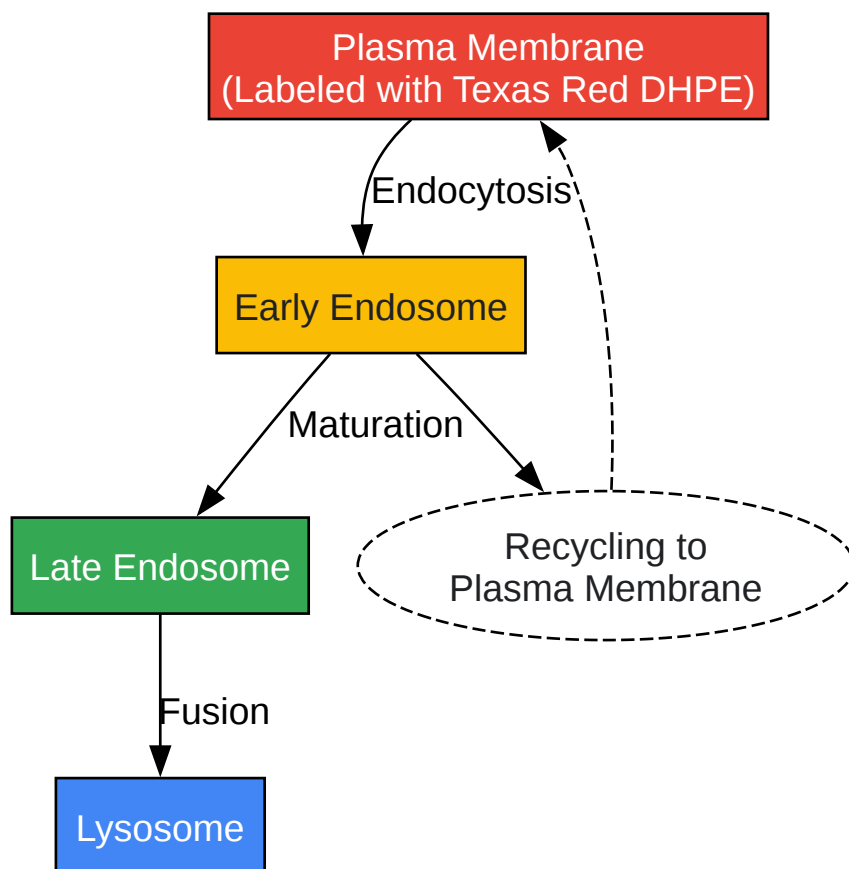 Plasma Membrane
(Labeled with Texas Red DHPE)
Endocytosis
Early Endosome
Maturation
Late Endosome
Recycling to
Plasma Membrane
Fusion
Lysosome